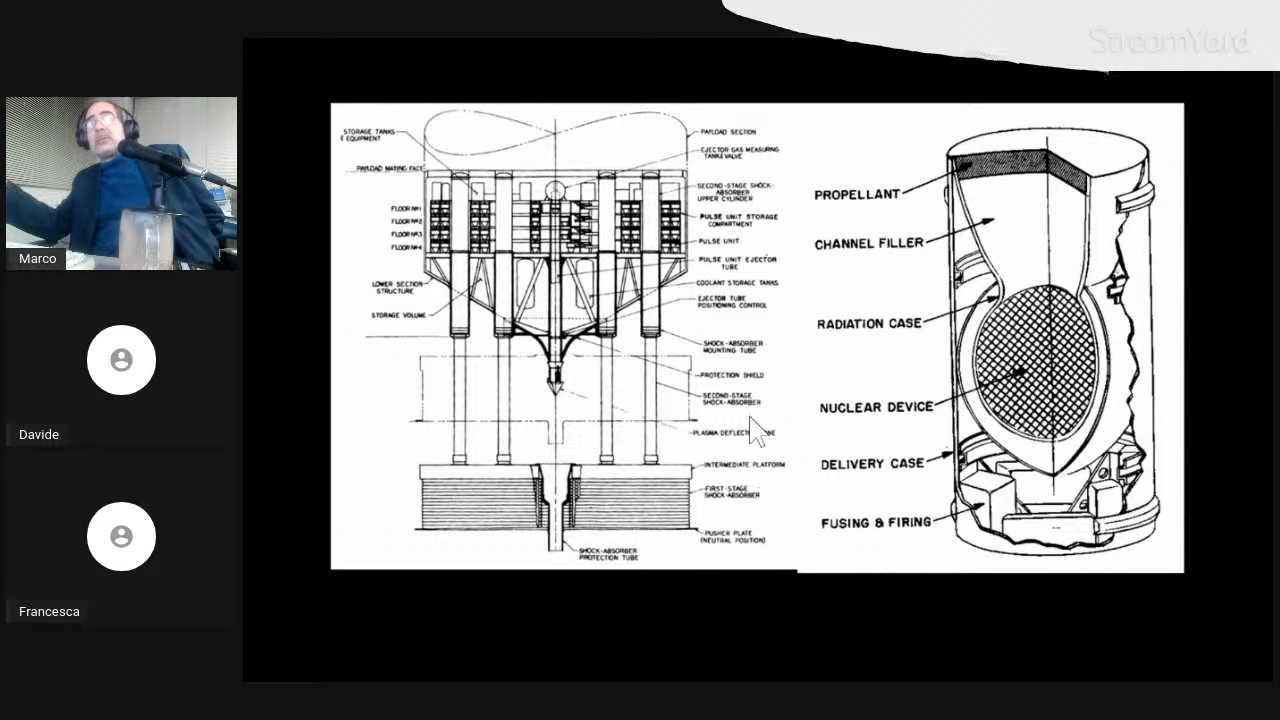 StreamYard
Marco
Davide
Francesca
STORAGE TANKS
& EQUIPMENT
PAYLOAD MATING FACE
FLOOR Nº1
FLOOR Nº2
FLOOR Nº3
FLOOR Nº4
LOWER SECTION
STRUCTURE
STORAGE VOLUME
PAYLOAD SECTION
EJECTOR GAS MEASURING
TANK & VALVE
SECOND-STAGE SHOCK-
ABSORBER
UPPER CYLINDER
PULSE UNIT STORAGE
COMPARTMENT
PULSE UNIT
PULSE UNIT EJECTOR
TUBE
COOLANT STORAGE TANKS
EJECTOR TUBE
POSITIONING CONTROL
SHOCK-ABSORBER
MOUNTING TUBE
PROTECTION SHIELD
SECOND-STAGE
SHOCK-ABSORBER
PLASMA
INTERMEDIATE PLATFORM
FIRST-STAGE
SHOCK-ABSORBER
PUSHER PLATE
(NEUTRAL POSITION)
SHOCK-ABSORBER
PROTECTION TUBE
PROPELLANT
CHANNEL FILLER
RADIATION CASE
NUCLEAR DEVICE
DELIVERY CASE
FUSING & FIRING